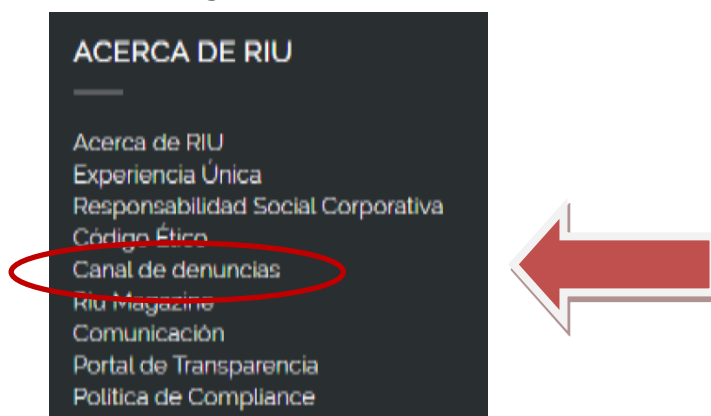 ACERCA DE RIU
Acerca de RIU
Experiencia Única
Responsabilidad Social Corporativa
Código Ético
Canal de denuncias
Riu Magazine
Comunicación
Portal de Transparencia
Política de Compliance